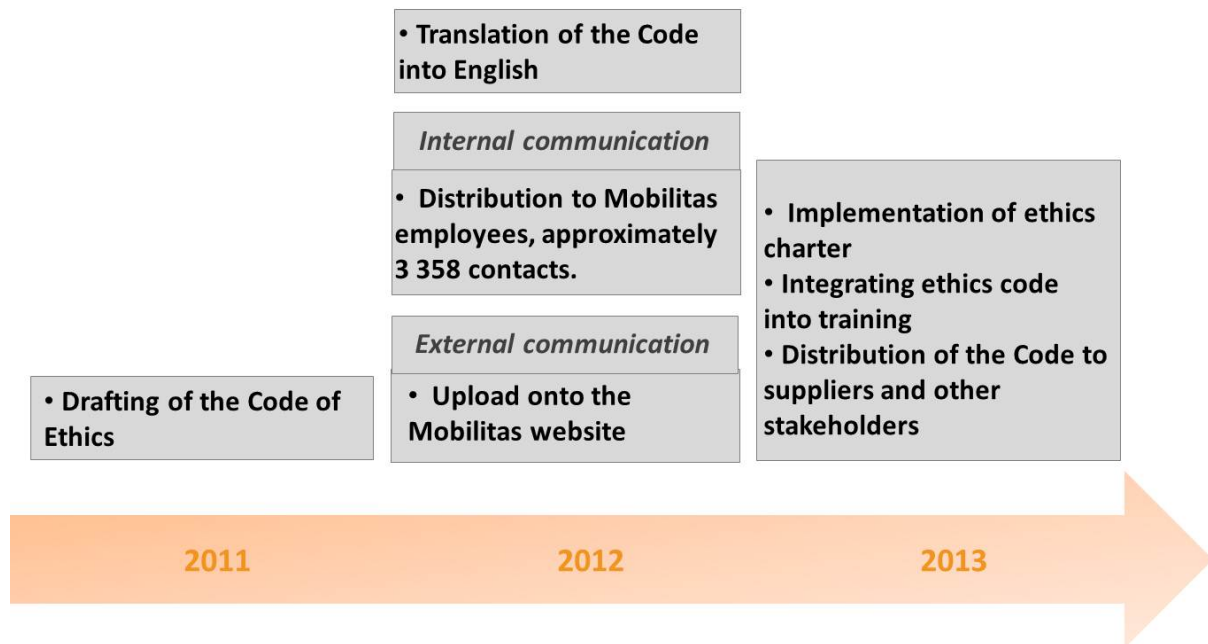 • Drafting of the Code of
Ethics
• Translation of the Code
into English
Internal communication
• Distribution to Mobilitas
employees, approximately
3 358 contacts.
External communication
• Upload onto the
Mobilitas website
• Implementation of ethics
charter
• Integrating ethics code
into training
• Distribution of the Code to
suppliers and other
stakeholders
2011
2012
2013